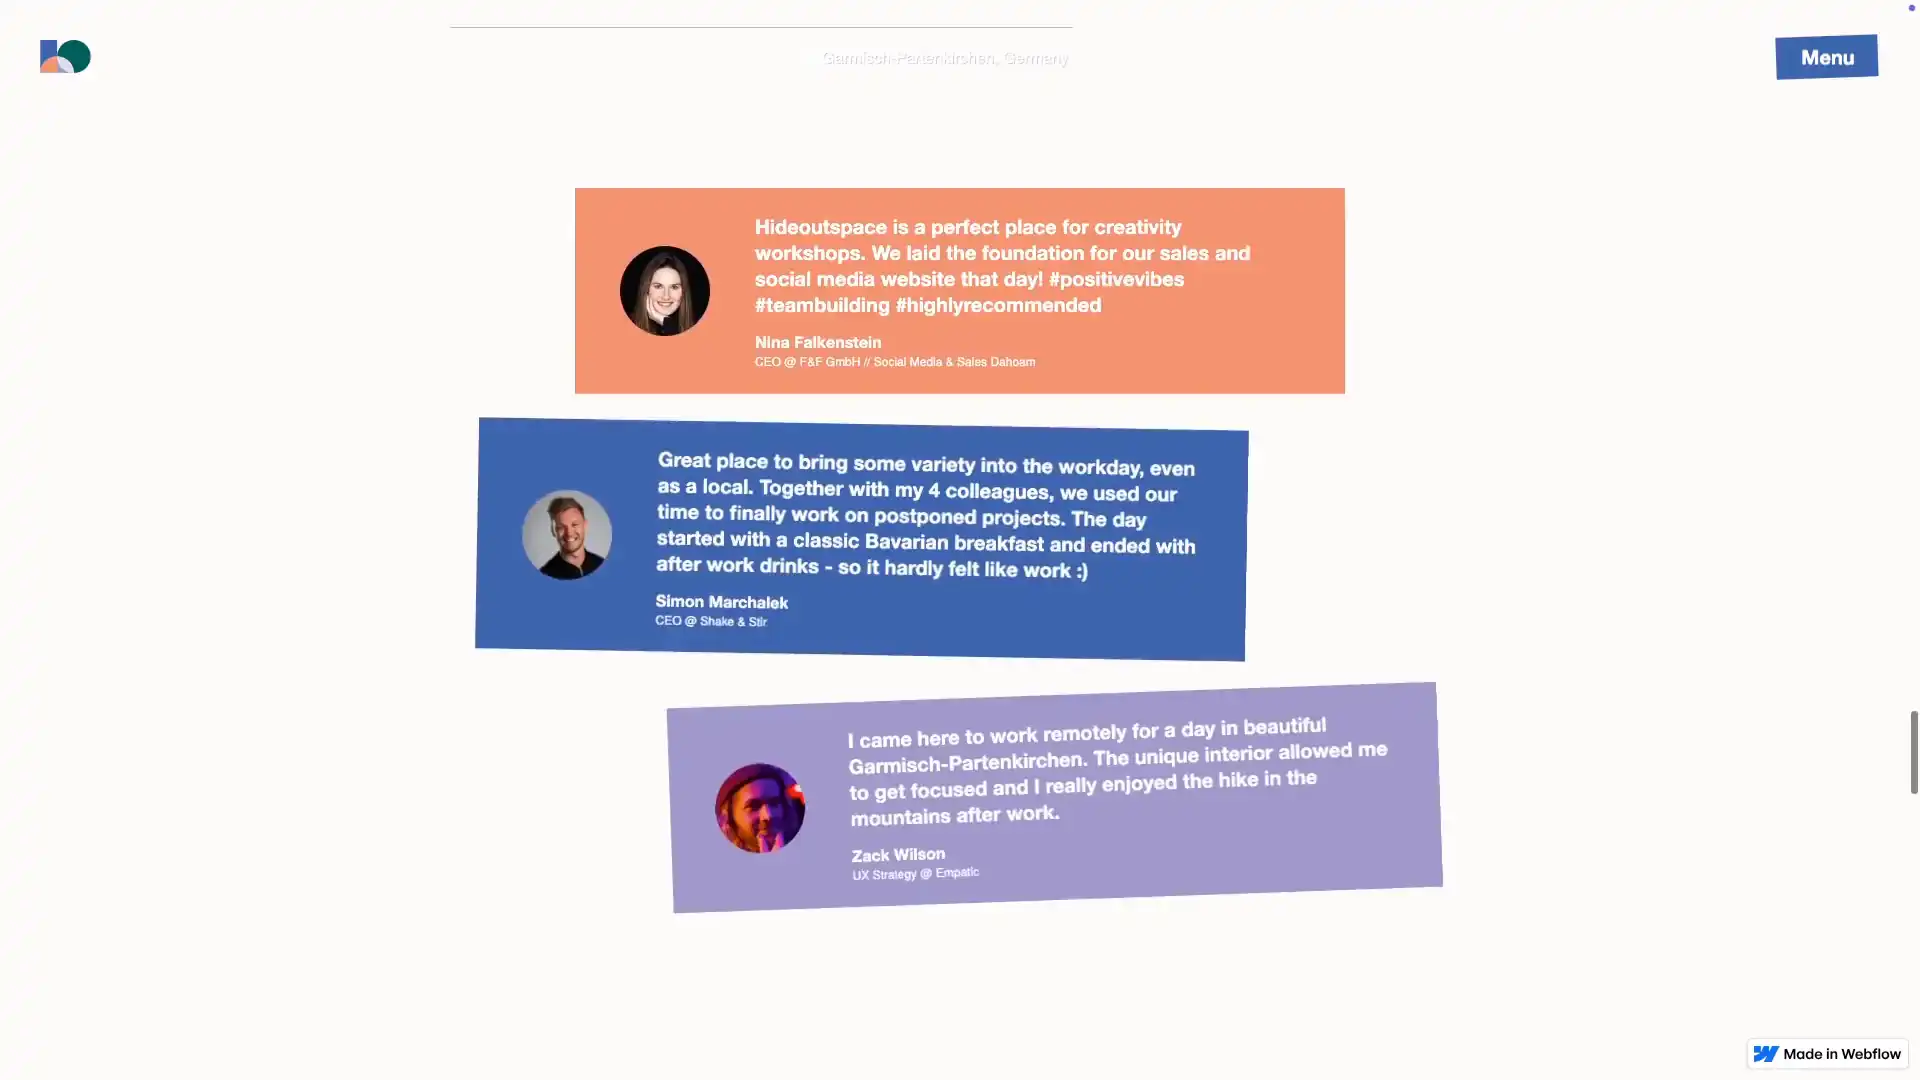 Garmisch-Partenkirchen, Germany
Menu
Hideoutspace is a perfect place for creativity
workshops. We laid the foundation for our sales and
social media website that day! #positivevibes
#teambuilding #highlyrecommended
Nina Falkenstein
CEO @ F&F GmbH // Social Media & Sales Dahoam
Great place to bring some variety into the workday, even
as a local. Together with my 4 colleagues, we used our
time to finally work on postponed projects. The day
started with a classic Bavarian breakfast and ended with
after work drinks - so it hardly felt like work :)
Simon Marchalek
CEO @ Shake & Stir
I came here to work remotely for a day in beautiful
Garmisch-Partenkirchen. The unique interior allowed me
to get focused and I really enjoyed the hike in the
mountains after work.
Zack Wilson
UX Strategy @ Empatic
Made in Webflow